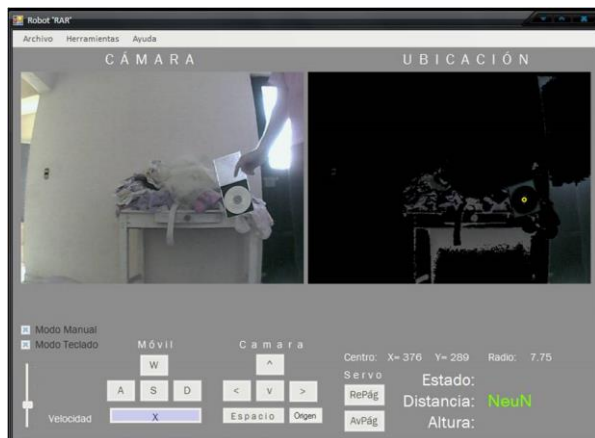 Robot 'RAR'
Archivo Herramientas Ayuda
CÁMARA
UBICACIÓN
Modo Manual
Modo Teclado
Móvil
W
A S D
X
Velocidad
Camara
^
< v >
Espacio Origen
Centro: X= 376 Y= 289 Radio: 7.75
Servo
RePág
AvPág
Estado:
Distancia: NeuN
Altura: